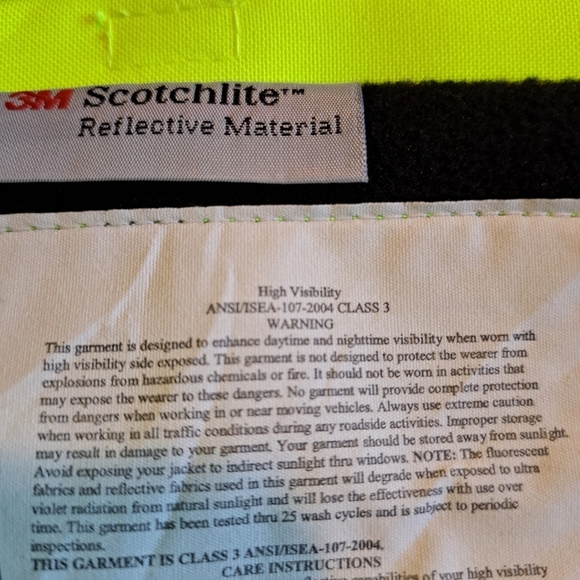 3M Scotchlite™
Reflective Material
High Visibility
ANSI/ISEA-107-2004 CLASS 3
WARNING
This garment is designed to enhance daytime and nighttime visibility when worn with
high visibility side exposed. This garment is not designed to protect the wearer from
explosions from hazardous chemicals or fire. It should not be worn in activities that
may expose the wearer to these dangers. No garment will provide complete protection
from dangers when working in or near moving vehicles. Always use extreme caution
when working in all traffic conditions during any roadside activities. Improper storage
may result in damage to your garment. Your garment should be stored away from sunlight.
Avoid exposing your jacket to indirect sunlight thru windows. NOTE: The fluorescent
fabrics and reflective fabrics used in this garment will degrade when exposed to ultra
violet radiation from natural sunlight and will lose the effectiveness with use over
time. This garment has been tested thru 25 wash cycles and is subject to periodic
inspections.
THIS GARMENT IS CLASS 3 ANSI/ISEA-107-2004.
CARE INSTRUCTIONS
capabilities of your high visibility